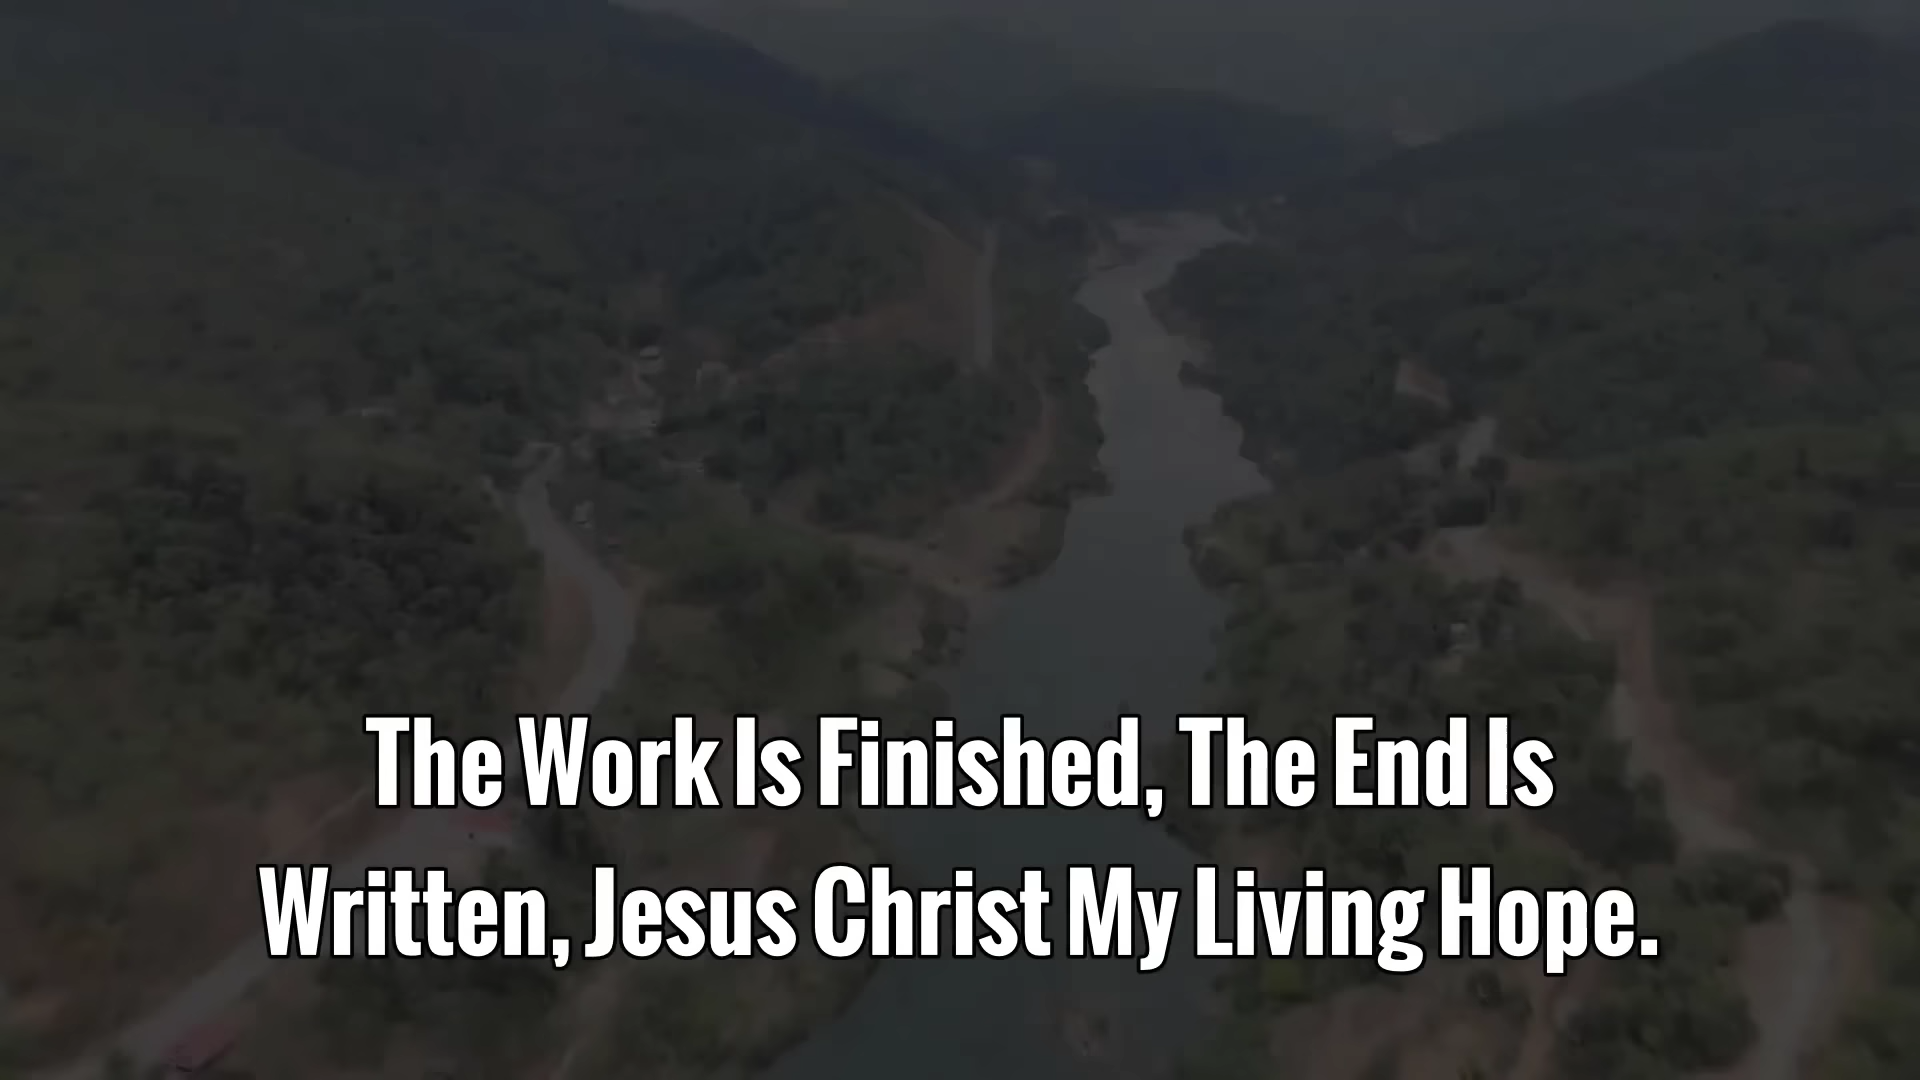 The Work Is Finished, The End Is
Written, Jesus Christ My Living Hope.